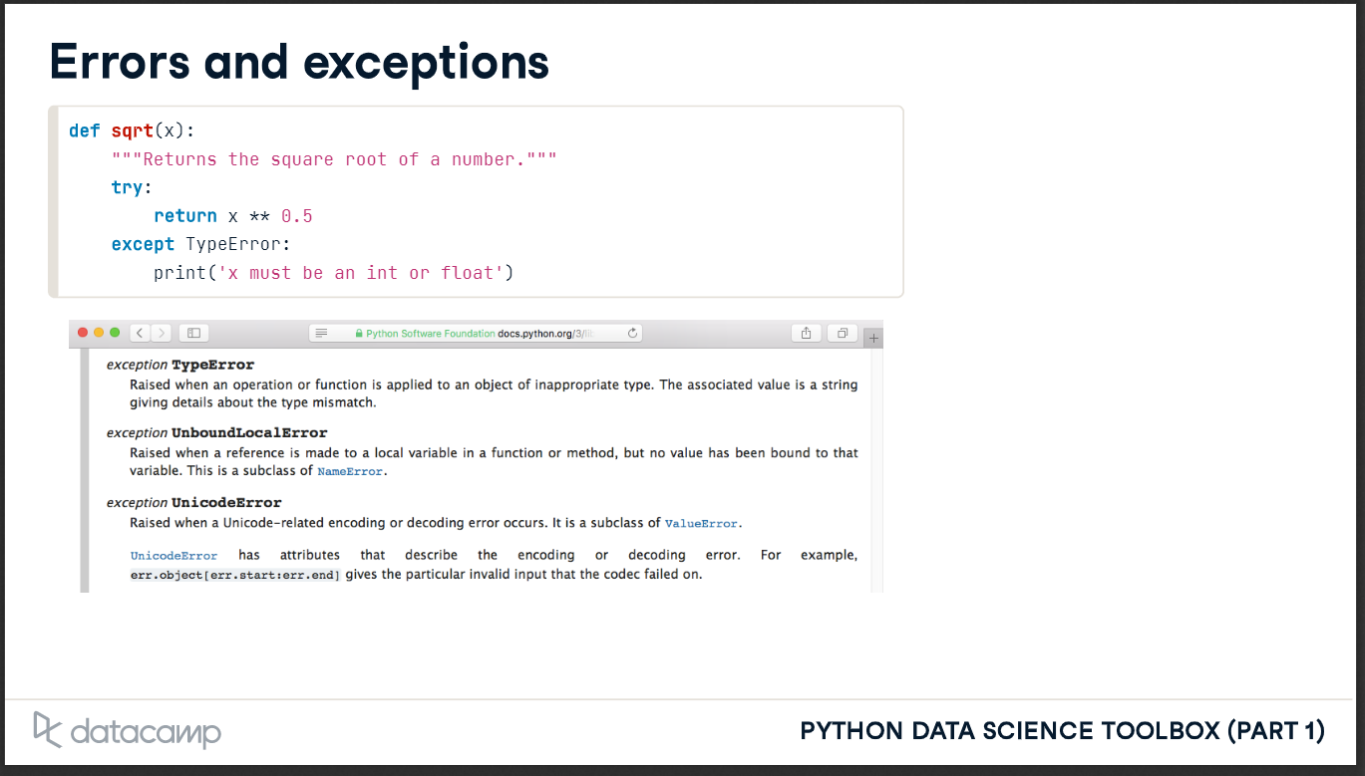 Errors and exceptions
def sqrt(x):
    """Returns the square root of a number."""
    try:
        return x ** 0.5
    except TypeError:
        print('x must be an int or float')
Python Software Foundation docs.python.org/3/lib
exception TypeError
Raised when an operation or function is applied to an object of inappropriate type. The associated value is a string
giving details about the type mismatch.
exception UnboundLocalError
Raised when a reference is made to a local variable in a function or method, but no value has been bound to that
variable. This is a subclass of NameError.
exception UnicodeError
Raised when a Unicode-related encoding or decoding error occurs. It is a subclass of ValueError.
UnicodeError has attributes that describe the encoding or decoding error. For example,
err.object[err.start:err.end] gives the particular invalid input that the codec failed on.
datacamp
PYTHON DATA SCIENCE TOOLBOX (PART 1)